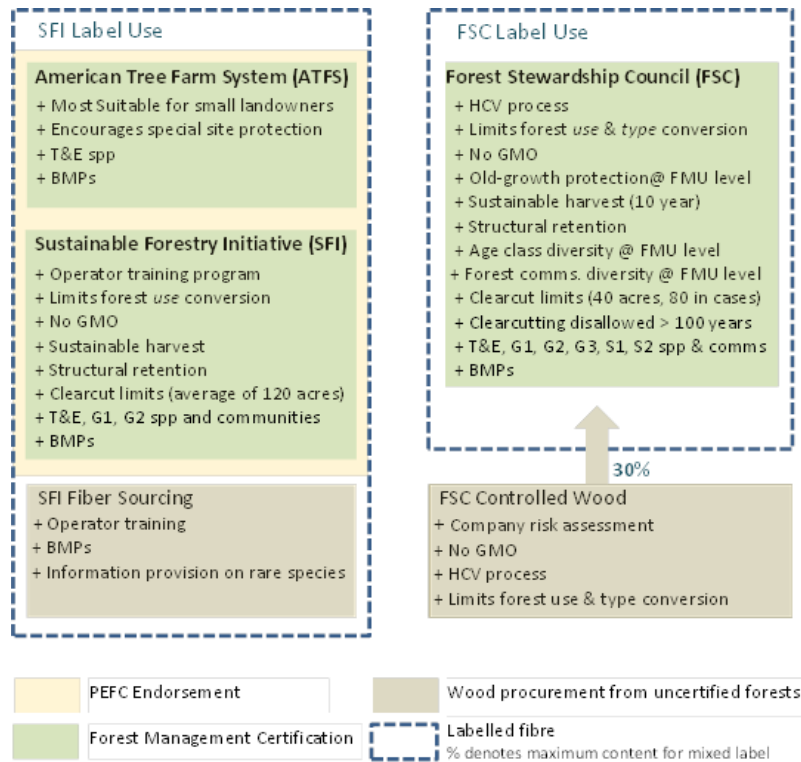 SFI Label Use
American Tree Farm System (ATFS)
+ Most Suitable for small landowners
+ Encourages special site protection
+ T&E spp
+ BMPs
Sustainable Forestry Initiative (SFI)
+ Operator training program
+ Limits forest use conversion
+ No GMO
+ Sustainable harvest
+ Structural retention
+ Clearcut limits (average of 120 acres)
+ T&E, G1, G2 spp and communities
+ BMPs
SFI Fiber Sourcing
+ Operator training
+ BMPs
+ Information provision on rare species
FSC Label Use
Forest Stewardship Council (FSC)
+ HCV process
+ Limits forest use & type conversion
+ No GMO
+ Old-growth protection@ FMU level
+ Sustainable harvest (10 year)
+ Structural retention
+ Age class diversity @ FMU level
+ Forest comms. diversity @ FMU level
+ Clearcut limits (40 acres, 80 in cases)
+ Clearcutting disallowed > 100 years
+ T&E, G1, G2, G3, S1, S2 spp & comms
+ BMPs
30%
FSC Controlled Wood
+ Company risk assessment
+ No GMO
+ HCV process
+ Limits forest use & type conversion
PEFC Endorsement
Wood procurement from uncertified forests
Forest Management Certification
Labelled fibre
% denotes maximum content for mixed label